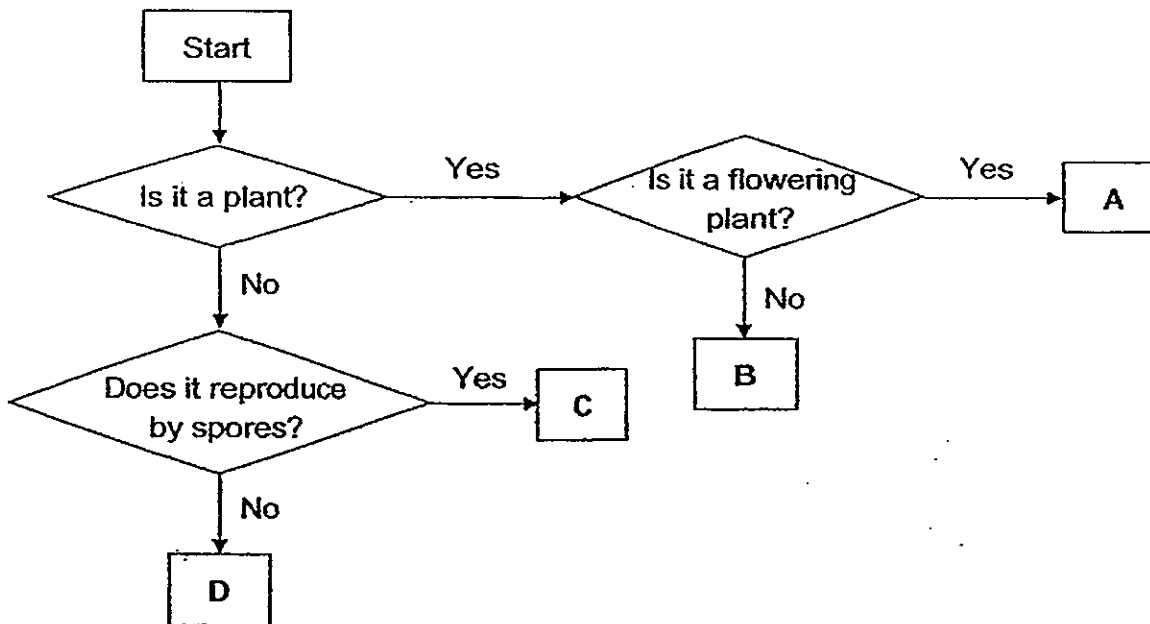 Start
Is it a plant?
Yes
Is it a flowering
plant?
Yes
A
No
No
B
Does it reproduce
by spores?
Yes
C
No
D